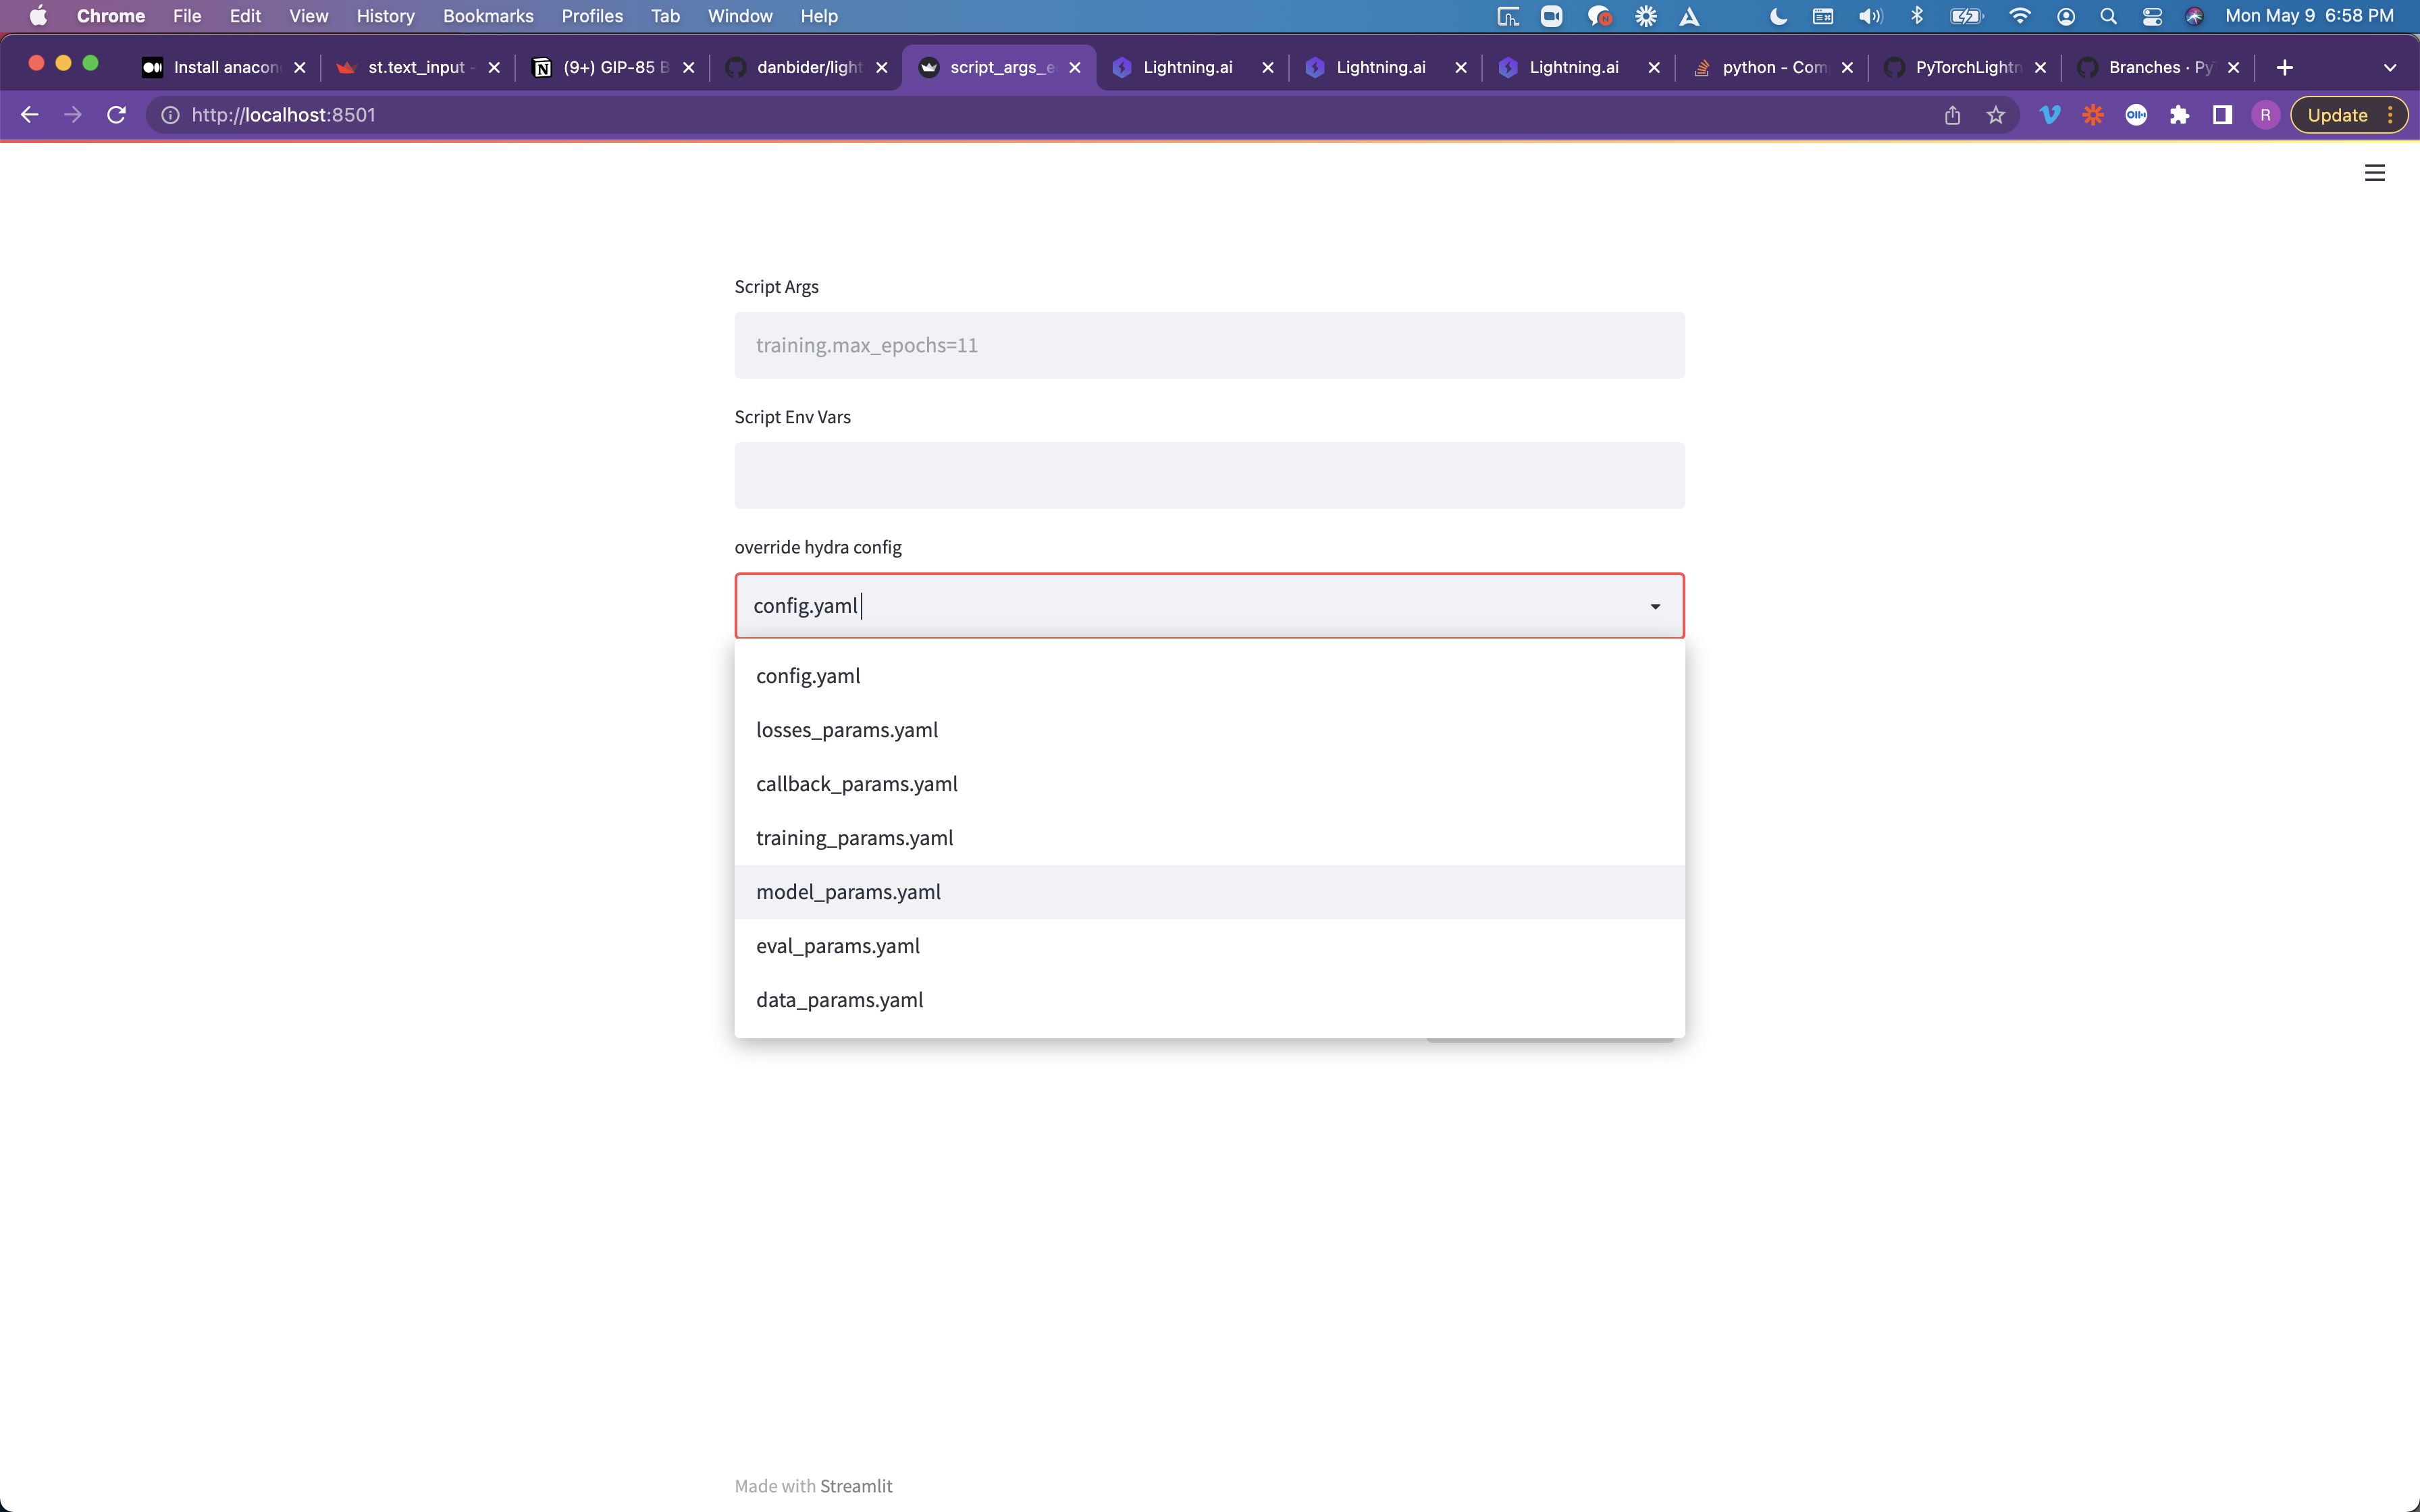 Chrome File Edit View History Bookmarks Profiles Tab Window Help Mon May 9 6:58 PM
Install anacon st.text_input - (9+) GIP-85 B danbider/light script_args_e Lightning.ai Lightning.ai Lightning.ai python - Com PyTorchLightn Branches · Py
http://localhost:8501 R Update
Script Args
training.max_epochs=11
Script Env Vars
override hydra config
config.yaml
config.yaml
losses_params.yaml
callback_params.yaml
training_params.yaml
model_params.yaml
eval_params.yaml
data_params.yaml
Made with Streamlit